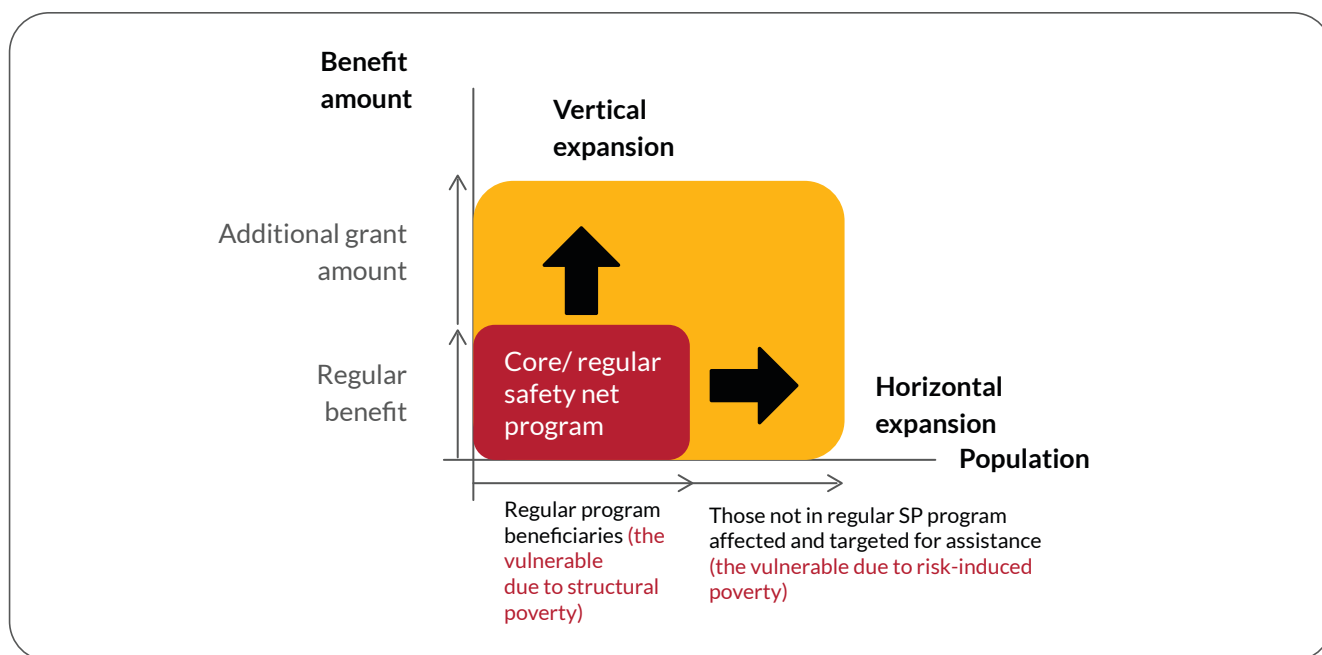 Benefit
amount
Vertical
expansion
Additional grant
amount
Regular
benefit
Core/ regular
safety net
program
Horizontal
expansion
Population
Regular program
beneficiaries (the
vulnerable
due to structural
poverty)
Those not in regular SP program
affected and targeted for assistance
(the vulnerable due to risk-induced
poverty)